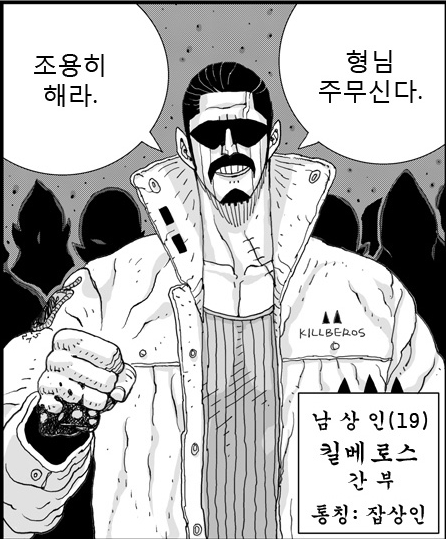 조용히
해라.
형님
주무신다.
KILLBEROS
남상인(19)
킬베로스
간부
통칭: 잡상인